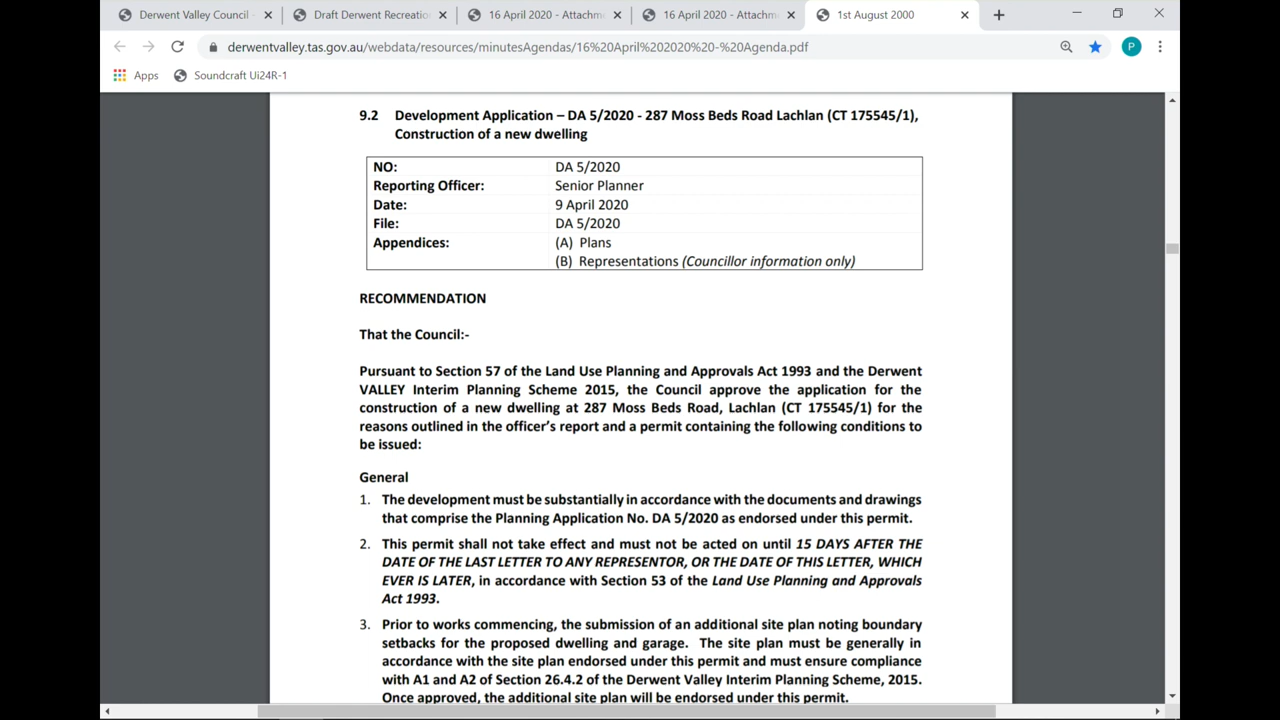 Derwent Valley Council -
Draft Derwent Recreatio
16 April 2020 - Attachm
16 April 2020 - Attachm
1st August 2000
derwentvalley.tas.gov.au/webdata/resources/minutesAgendas/16%20April%202020%20-%20Agenda.pdf
P
Apps
Soundcraft Ui24R-1
9.2 Development Application – DA 5/2020 - 287 Moss Beds Road Lachlan (CT 175545/1),
Construction of a new dwelling
NO: DA 5/2020
Reporting Officer: Senior Planner
Date: 9 April 2020
File: DA 5/2020
Appendices: (A) Plans
(B) Representations (Councillor information only)
RECOMMENDATION
That the Council:-
Pursuant to Section 57 of the Land Use Planning and Approvals Act 1993 and the Derwent
VALLEY Interim Planning Scheme 2015, the Council approve the application for the
construction of a new dwelling at 287 Moss Beds Road, Lachlan (CT 175545/1) for the
reasons outlined in the officer's report and a permit containing the following conditions to
be issued:
General
1. The development must be substantially in accordance with the documents and drawings
that comprise the Planning Application No. DA 5/2020 as endorsed under this permit.
2. This permit shall not take effect and must not be acted on until 15 DAYS AFTER THE
DATE OF THE LAST LETTER TO ANY REPRESENTOR, OR THE DATE OF THIS LETTER, WHICH
EVER IS LATER, in accordance with Section 53 of the Land Use Planning and Approvals
Act 1993.
3. Prior to works commencing, the submission of an additional site plan noting boundary
setbacks for the proposed dwelling and garage. The site plan must be generally in
accordance with the site plan endorsed under this permit and must ensure compliance
with A1 and A2 of Section 26.4.2 of the Derwent Valley Interim Planning Scheme, 2015.
Once approved, the additional site plan will be endorsed under this permit.